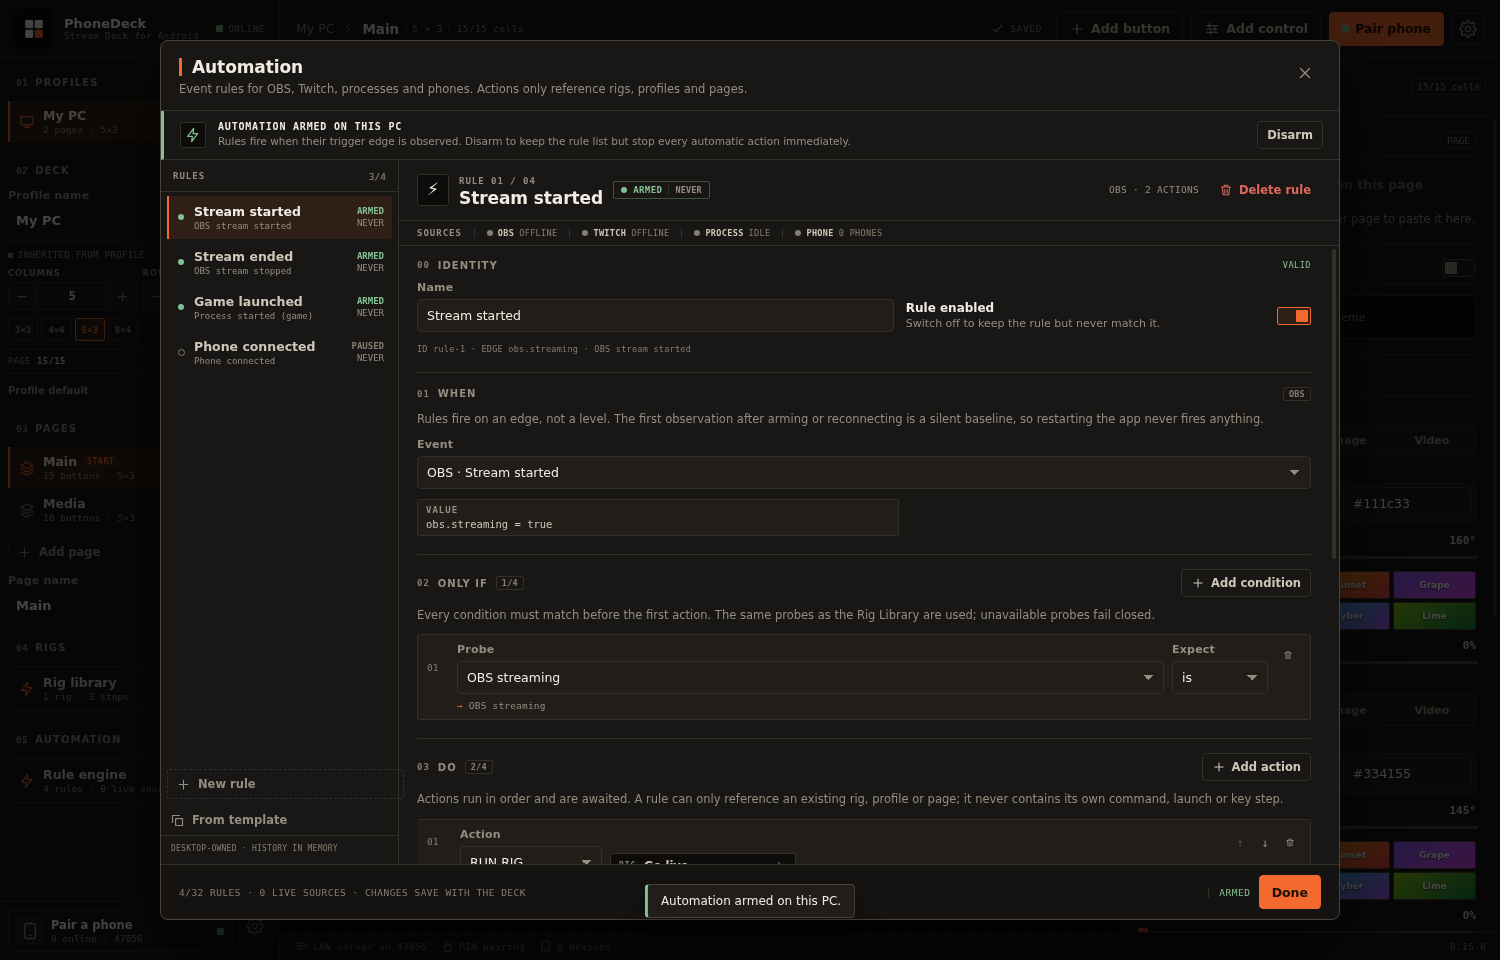 PhoneDeck
Stream Deck for Android
ONLINE
My PC > Main 5 × 3 15/15 cells
SAVED
Add button
Add control
Pair phone
01 PROFILES
My PC
2 pages · 5×3
02 DECK
Profile name
My PC
INHERITED FROM PROFILE
COLUMNS
5
3×3 4×4 5×3 8×4
PAGE 15/15
Profile default
03 PAGES
Main START
15 buttons · 5×3
Media
10 buttons · 5×3
Add page
Page name
Main
04 RIGS
Rig library
1 rig · 3 steps
05 AUTOMATION
Rule engine
4 rules · 0 live
Pair a phone
0 online · 47656
Automation
Event rules for OBS, Twitch, processes and phones. Actions only reference rigs, profiles and pages.
AUTOMATION ARMED ON THIS PC
Rules fire when their trigger edge is observed. Disarm to keep the rule list but stop every automatic action immediately.
Disarm
RULES 3/4
Stream started ARMED
OBS stream started NEVER
Stream ended ARMED
OBS stream stopped NEVER
Game launched ARMED
Process started (game) NEVER
Phone connected PAUSED
Phone connected NEVER
New rule
From template
DESKTOP-OWNED · HISTORY IN MEMORY
RULE 01 / 04
Stream started ARMED NEVER
OBS · 2 ACTIONS
Delete rule
SOURCES OBS OFFLINE TWITCH OFFLINE PROCESS IDLE PHONE 0 PHONES
00 IDENTITY VALID
Name
Stream started
Rule enabled
Switch off to keep the rule but never match it.
ID rule-1 · EDGE obs.streaming · OBS stream started
01 WHEN OBS
Rules fire on an edge, not a level. The first observation after arming or reconnecting is a silent baseline, so restarting the app never fires anything.
Event
OBS · Stream started
VALUE
obs.streaming = true
02 ONLY IF 1/4
Add condition
Every condition must match before the first action. The same probes as the Rig Library are used; unavailable probes fail closed.
01
Probe Expect
OBS streaming is
→ OBS streaming
03 DO 2/4
Add action
Actions run in order and are awaited. A rule can only reference an existing rig, profile or page; it never contains its own command, launch or key step.
01 Action ↑ ↓
RUN RIG RIG Go live
4/32 RULES · 0 LIVE SOURCES · CHANGES SAVE WITH THE DECK
Automation armed on this PC.
ARMED
Done
15/15 cells
PAGE
on this page
page to paste it here.
Video
#111c33
160°
Grape
Lime
0%
Video
#334155
145°
Grape
Lime
0%
LAN server on 47656
PIN pairing
0 devices
0.15.0